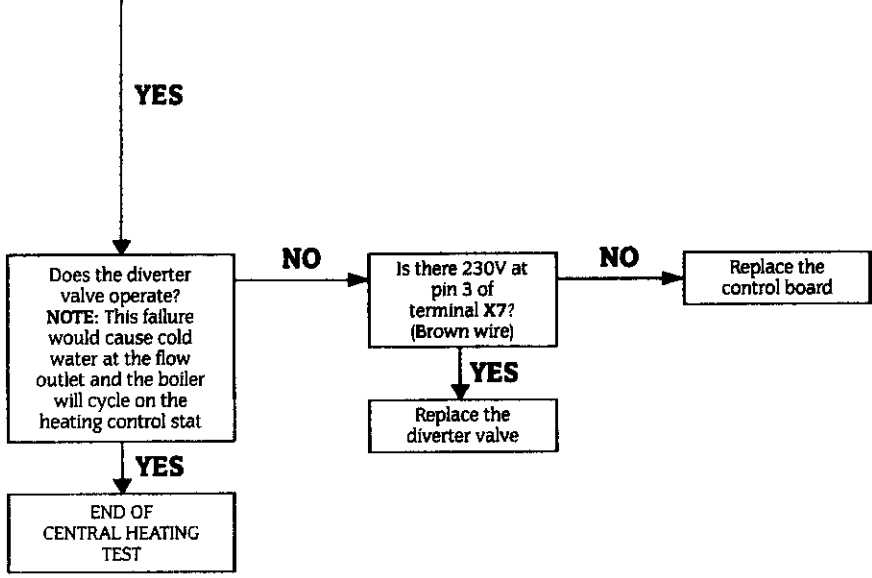 YES
Does the diverter
valve operate?
NOTE: This failure
would cause cold
water at the flow
outlet and the boiler
will cycle on the
heating control stat
NO
Is there 230V at
pin 3 of
terminal X7?
(Brown wire)
NO
Replace the
control board
YES
Replace the
diverter valve
YES
END OF
CENTRAL HEATING
TEST